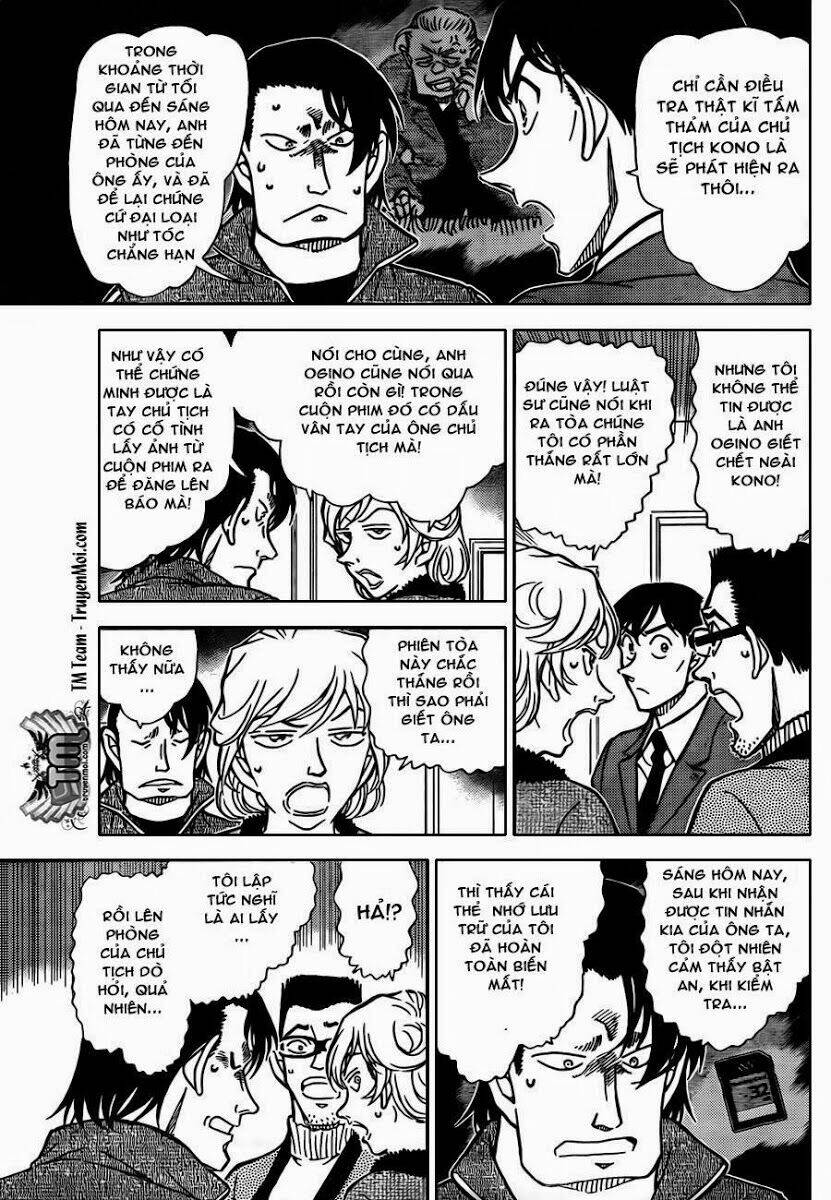 CHỈ CẦN ĐIỀU
TRA THẬT KĨ TẤM
THẢM CỦA CHỦ
TỊCH KONO LÀ
SẼ PHÁT HIỆN RA
THÔI...
TRONG
KHOẢNG THỜI
GIAN TỪ TỐI
QUA ĐẾN SÁNG
HÔM NAY, ANH
ĐÃ TỪNG ĐẾN
PHÒNG CỦA
ÔNG ẤY, VÀ ĐÃ
ĐỂ LẠI CHỨNG
CỨ ĐẠI LOẠI
NHƯ TÓC
CHẲNG HẠN
NHƯNG TÔI
KHÔNG THỂ
TIN ĐƯỢC
LÀ ANH
OGINO GIẾT
CHẾT NGÀI
KONO!
ĐÚNG VẬY! LUẬT
SƯ CŨNG NÓI KHI
RA TÒA CHÚNG
TÔI CÓ PHẦN
THẮNG RẤT LỚN
MÀ!
NÓI CHO CÙNG, ANH
OGINO CŨNG NÓI QUA
RỒI CÒN GÌ! TRONG
CUỘN PHIM ĐÓ CÓ DẤU
VÂN TAY CỦA ÔNG CHỦ
TỊCH MÀ!
NHƯ VẬY CÓ
THỂ CHỨNG
MINH ĐƯỢC LÀ
TAY CHỦ TỊCH
CÓ CỐ TÌNH
LẤY ẢNH TỪ
CUỘN PHIM RA
ĐỂ ĐĂNG LÊN
BÁO MÀ!
PHIÊN TÒA
NÀY CHẮC
THẮNG RỒI
THÌ SAO PHẢI
GIẾT ÔNG
TA...
KHÔNG
THẤY NỮA
...
SÁNG HÔM NAY,
SAU KHI NHẬN
ĐƯỢC TIN NHẮN
KIA CỦA ÔNG TA,
TÔI ĐỘT NHIÊN
CẢM THẤY BẤT
AN, KHI KIỂM
TRA...
THÌ THẤY CÁI
THẺ NHỚ LƯU
TRỮ CỦA TÔI
ĐÃ HOÀN
TOÀN BIẾN
MẤT!
32
HẢ!?
TÔI LẬP
TỨC NGHĨ
LÀ AI LẤY
...
RỒI LÊN
PHÒNG
CỦA CHỦ
TỊCH DÒ
HỎI, QUẢ
NHIÊN...
TM Team - TruyenMoi.com
TM
truyenmoi.com